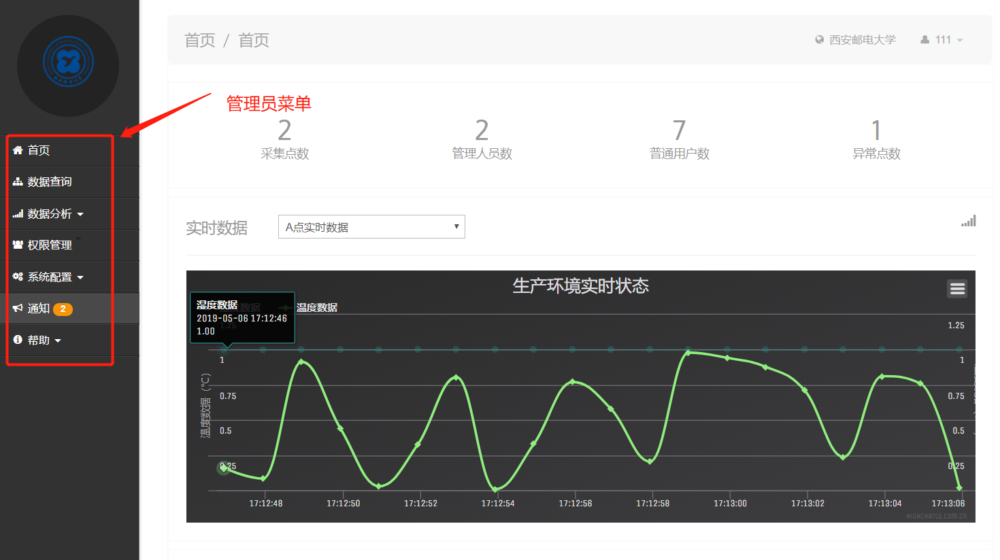 首页 / 首页
西安邮电大学
111
管理员菜单
2
采集点数
2
管理人员数
7
普通用户数
1
异常点数
首页
数据查询
数据分析
权限管理
系统配置
通知 2
帮助
实时数据
A点实时数据
生产环境实时状态
湿度数据
2019-05-06 17:12:46
1.00
温度数据
1.25
1
0.75
0.5
0.25
温度数据 (°C)
1.25
1
0.75
0.5
0.25
17:12:48
17:12:50
17:12:52
17:12:54
17:12:56
17:12:58
17:13:00
17:13:02
17:13:04
17:13:06
Highcharts.com.cn